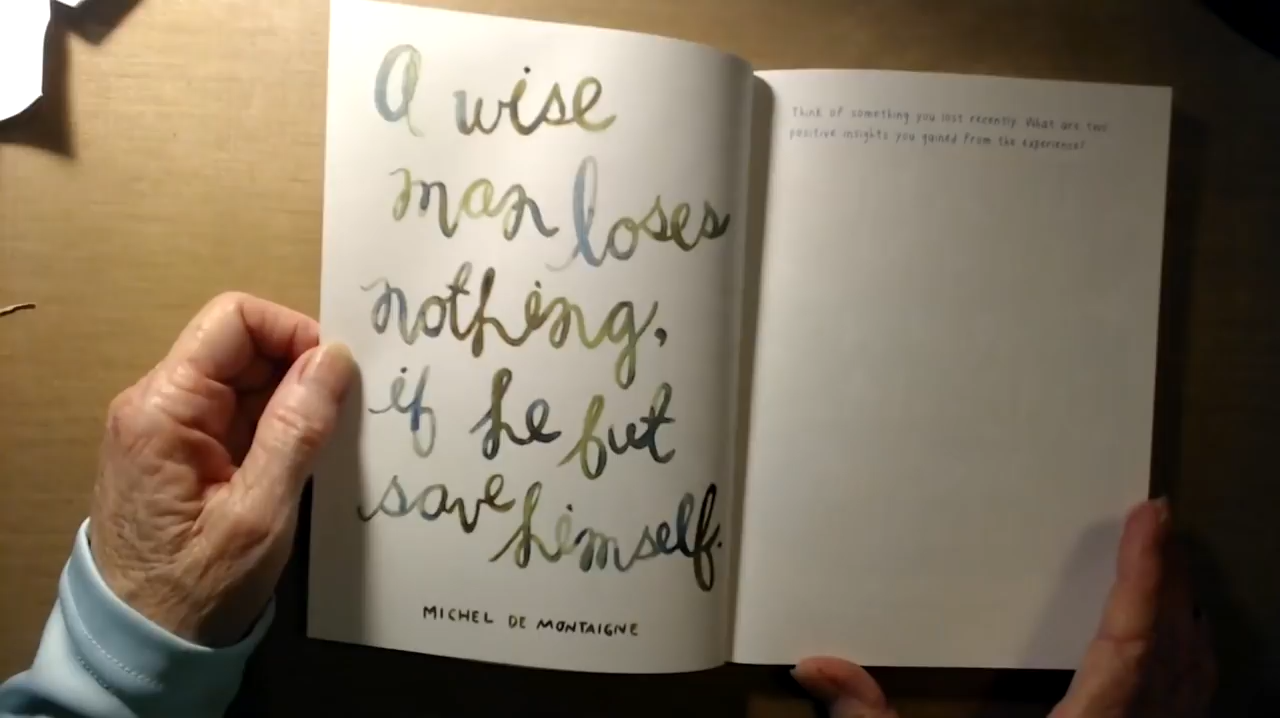 A wise
man loses
nothing,
if he but
save
himself.
MICHEL DE MONTAIGNE
Think of something you lost recently. What are two
positive insights you gained from the experience?